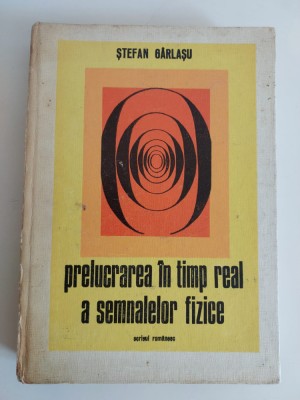 ȘTEFAN GÂRLAȘU
prelucrarea în timp real
a semnalelor fizice
scrisul românesc